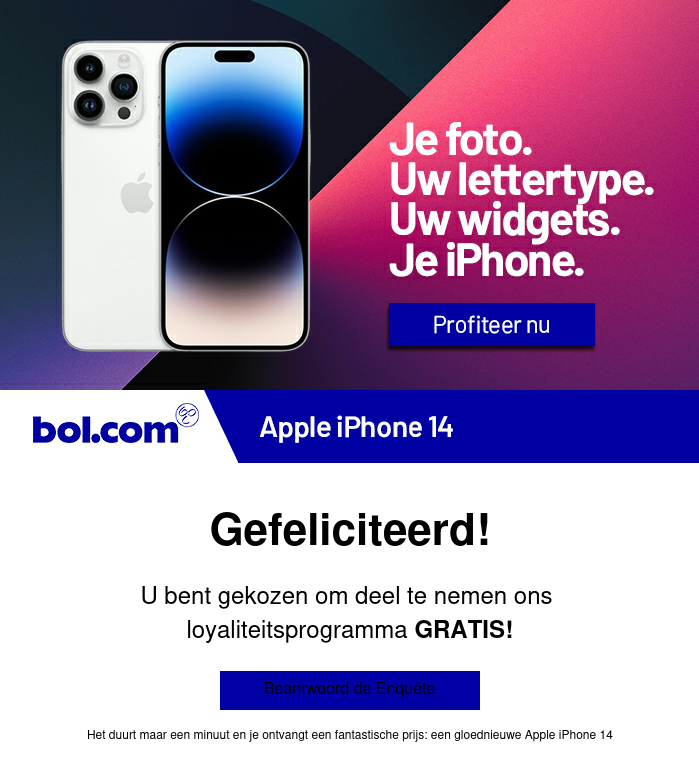 Je foto.
Uw lettertype.
Uw widgets.
Je iPhone.
Profiteer nu
bol.com
Apple iPhone 14
Gefeliciteerd!
U bent gekozen om deel te nemen ons
loyaliteitsprogramma GRATIS!
Beantwoord de Enquête
Het duurt maar een minuut en je ontvangt een fantastische prijs: een gloednieuwe Apple iPhone 14